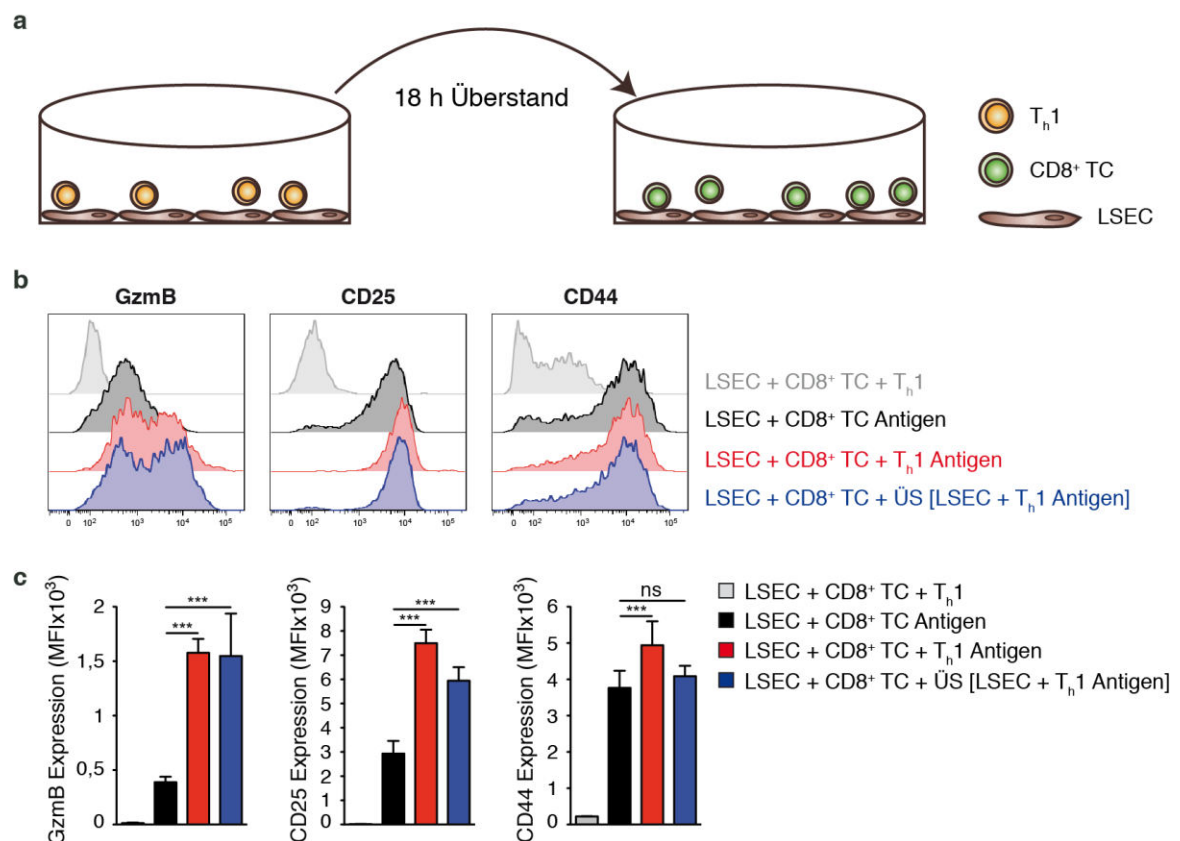 a
18 h Überstand
Tₕ1
CD8⁺ TC
LSEC
b
GzmB
CD25
CD44
LSEC + CD8⁺ TC + Tₕ1
LSEC + CD8⁺ TC Antigen
LSEC + CD8⁺ TC + Tₕ1 Antigen
LSEC + CD8⁺ TC + ÜS [LSEC + Tₕ1 Antigen]
0 10² 10³ 10⁴ 10⁵
0 10² 10³ 10⁴ 10⁵
0 10² 10³ 10⁴ 10⁵
c
GzmB Expression (MFIx10³)
2
1,5
1
0,5
0
***
***
CD25 Expression (MFIx10³)
9
8
7
6
5
4
3
2
1
0
***
***
CD44 Expression (MFIx10³)
6
5
4
3
2
1
0
ns
***
LSEC + CD8⁺ TC + Tₕ1
LSEC + CD8⁺ TC Antigen
LSEC + CD8⁺ TC + Tₕ1 Antigen
LSEC + CD8⁺ TC + ÜS [LSEC + Tₕ1 Antigen]